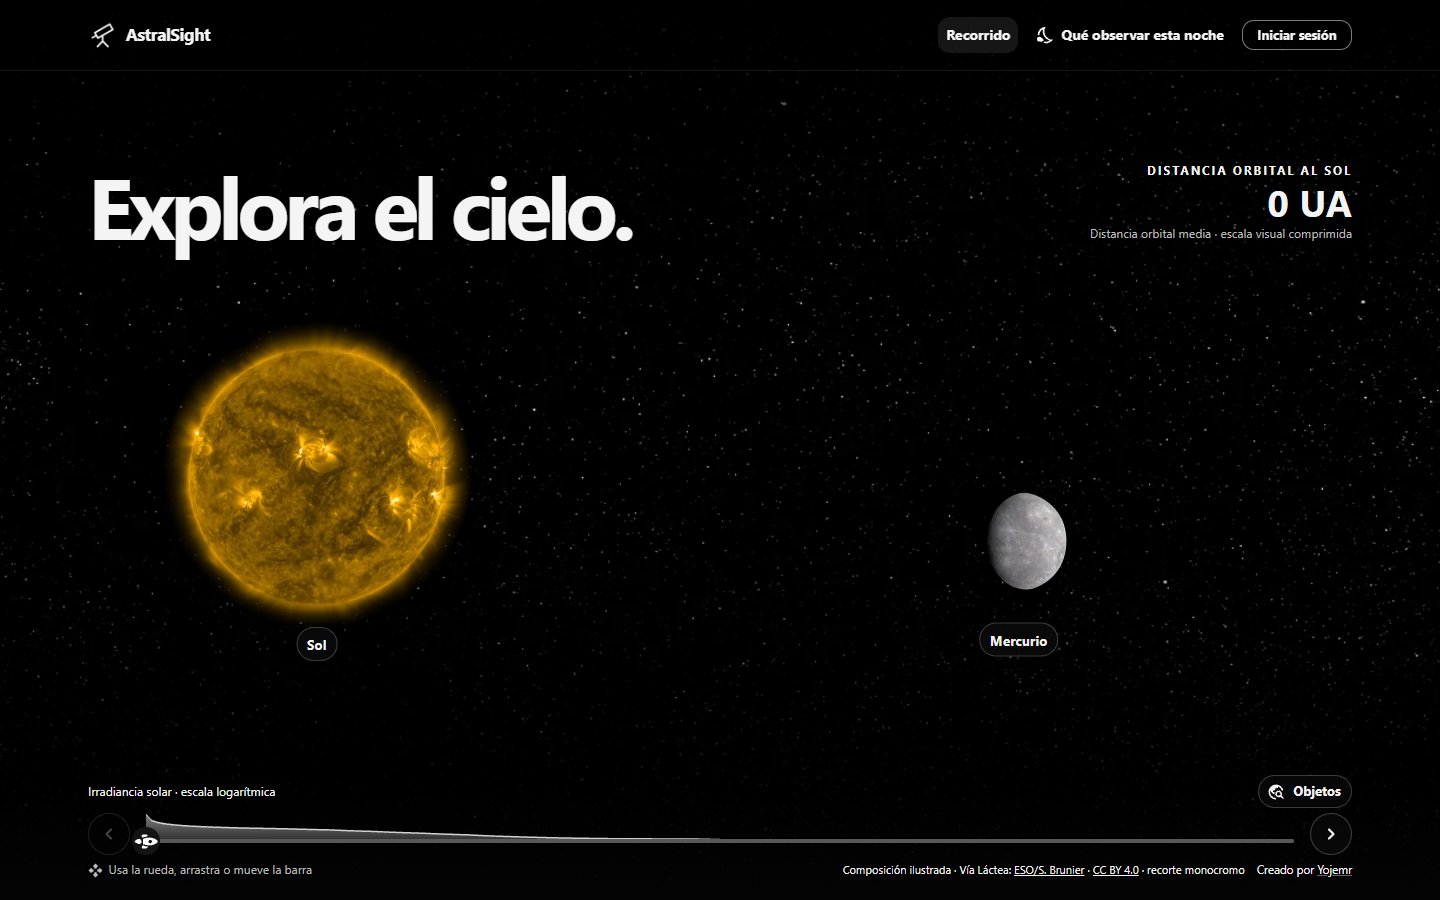 AstralSight
Recorrido
Qué observar esta noche
Iniciar sesión
Explora el cielo.
DISTANCIA ORBITAL AL SOL
0 UA
Distancia orbital media · escala visual comprimida
Sol
Mercurio
Irradiancia solar · escala logarítmica
Objetos
Usa la rueda, arrastra o mueve la barra
Composición ilustrada · Vía Láctea: ESO/S. Brunier · CC BY 4.0 · recorte monocromo
Creado por Yojemr